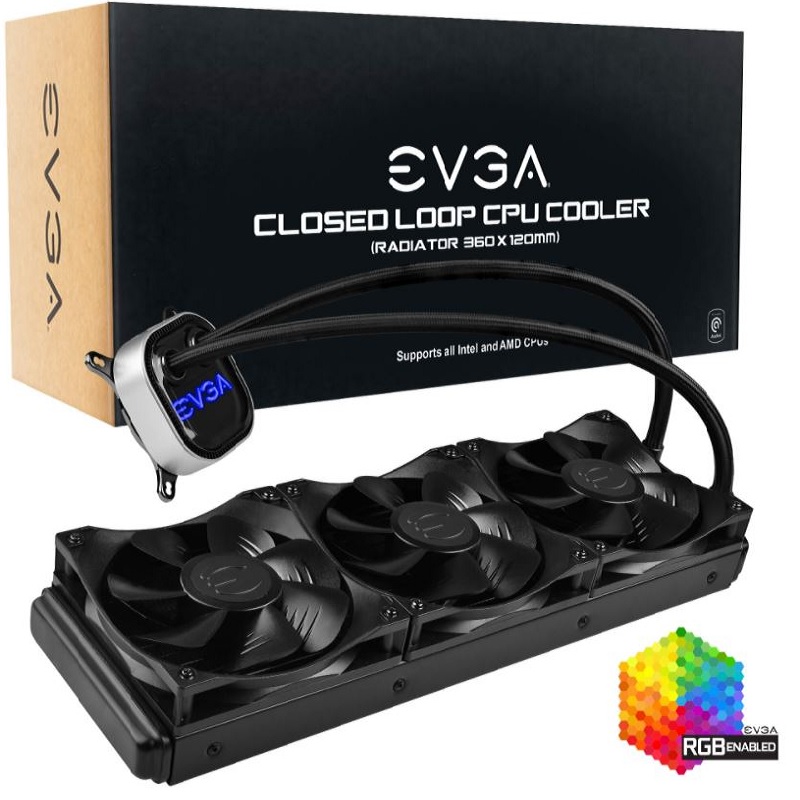 EVGA
EVGA
CLOSED LOOP CPU COOLER
(RADIATOR 360 X 120mm)
Supports all Intel and AMD CPUs
EVGA
EVGA
RGB ENABLED